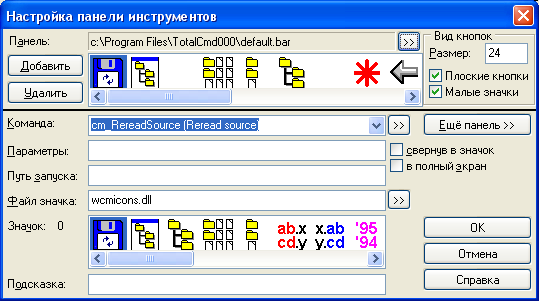 Настройка панели инструментов
Панель: c:\Program Files\TotalCmd000\default.bar >>
Вид кнопок
Размер: 24
Добавить
Удалить
Плоские кнопки
Малые значки
Команда: cm_RereadSource (Reread source) >> Ещё панель >>
Параметры: свернув в значок
в полный экран
Путь запуска:
Файл значка: wcmicons.dll >>
Значок: 0
ab.x x.ab '95
cd.y y.cd '94
OK
Отмена
Справка
Подсказка: